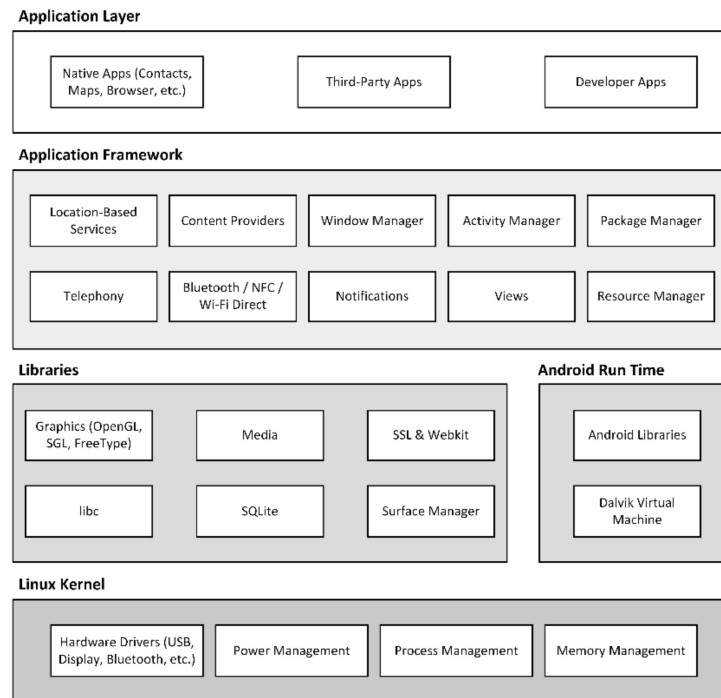 Application Layer
Native Apps (Contacts,
Maps, Browser, etc.)
Third-Party Apps
Developer Apps
Application Framework
Location-Based
Services
Content Providers
Window Manager
Activity Manager
Package Manager
Telephony
Bluetooth / NFC /
Wi-Fi Direct
Notifications
Views
Resource Manager
Libraries
Graphics (OpenGL,
SGL, FreeType)
Media
SSL & Webkit
libc
SQLite
Surface Manager
Android Run Time
Android Libraries
Dalvik Virtual
Machine
Linux Kernel
Hardware Drivers (USB,
Display, Bluetooth, etc.)
Power Management
Process Management
Memory Management